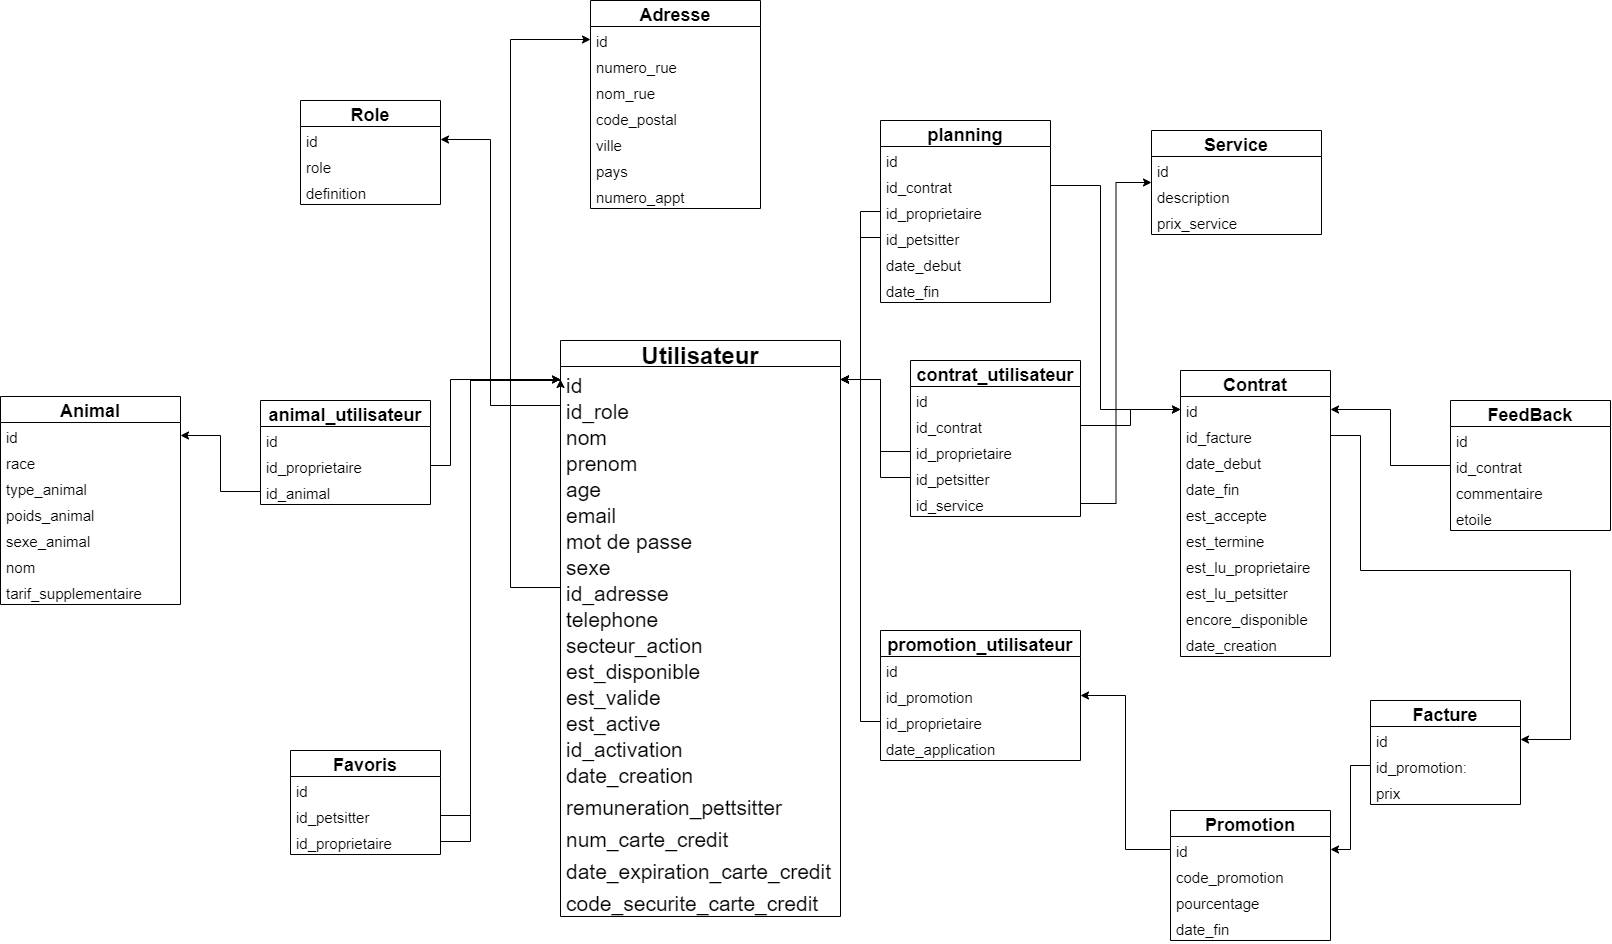 Adresse
id
numero_rue
nom_rue
code_postal
ville
pays
numero_appt
Role
id
role
definition
planning
id
id_contrat
id_proprietaire
id_petsitter
date_debut
date_fin
Service
id
description
prix_service
Utilisateur
id
id_role
nom
prenom
age
email
mot de passe
sexe
id_adresse
telephone
secteur_action
est_disponible
est_valide
est_active
id_activation
date_creation
remuneration_pettsitter
num_carte_credit
date_expiration_carte_credit
code_securite_carte_credit
Animal
id
race
type_animal
poids_animal
sexe_animal
nom
tarif_supplementaire
animal_utilisateur
id
id_proprietaire
id_animal
contrat_utilisateur
id
id_contrat
id_proprietaire
id_petsitter
id_service
Contrat
id
id_facture
date_debut
date_fin
est_accepte
est_termine
est_lu_proprietaire
est_lu_petsitter
encore_disponible
date_creation
FeedBack
id
id_contrat
commentaire
etoile
promotion_utilisateur
id
id_promotion
id_proprietaire
date_application
Favoris
id
id_petsitter
id_proprietaire
Facture
id
id_promotion:
prix
Promotion
id
code_promotion
pourcentage
date_fin